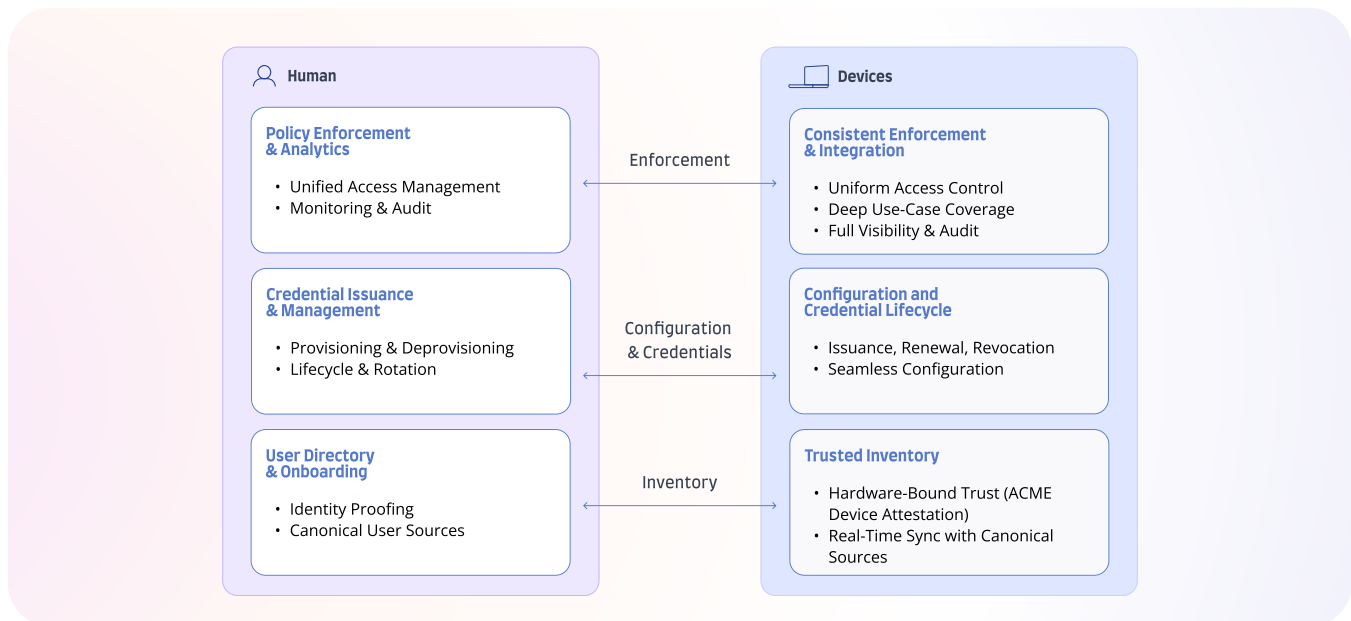 Human
Policy Enforcement
& Analytics
• Unified Access Management
• Monitoring & Audit
Credential Issuance
& Management
• Provisioning & Deprovisioning
• Lifecycle & Rotation
User Directory
& Onboarding
• Identity Proofing
• Canonical User Sources
Enforcement
Configuration
& Credentials
Inventory
Devices
Consistent Enforcement
& Integration
• Uniform Access Control
• Deep Use-Case Coverage
• Full Visibility & Audit
Configuration and
Credential Lifecycle
• Issuance, Renewal, Revocation
• Seamless Configuration
Trusted Inventory
• Hardware-Bound Trust (ACME
Device Attestation)
• Real-Time Sync with Canonical
Sources